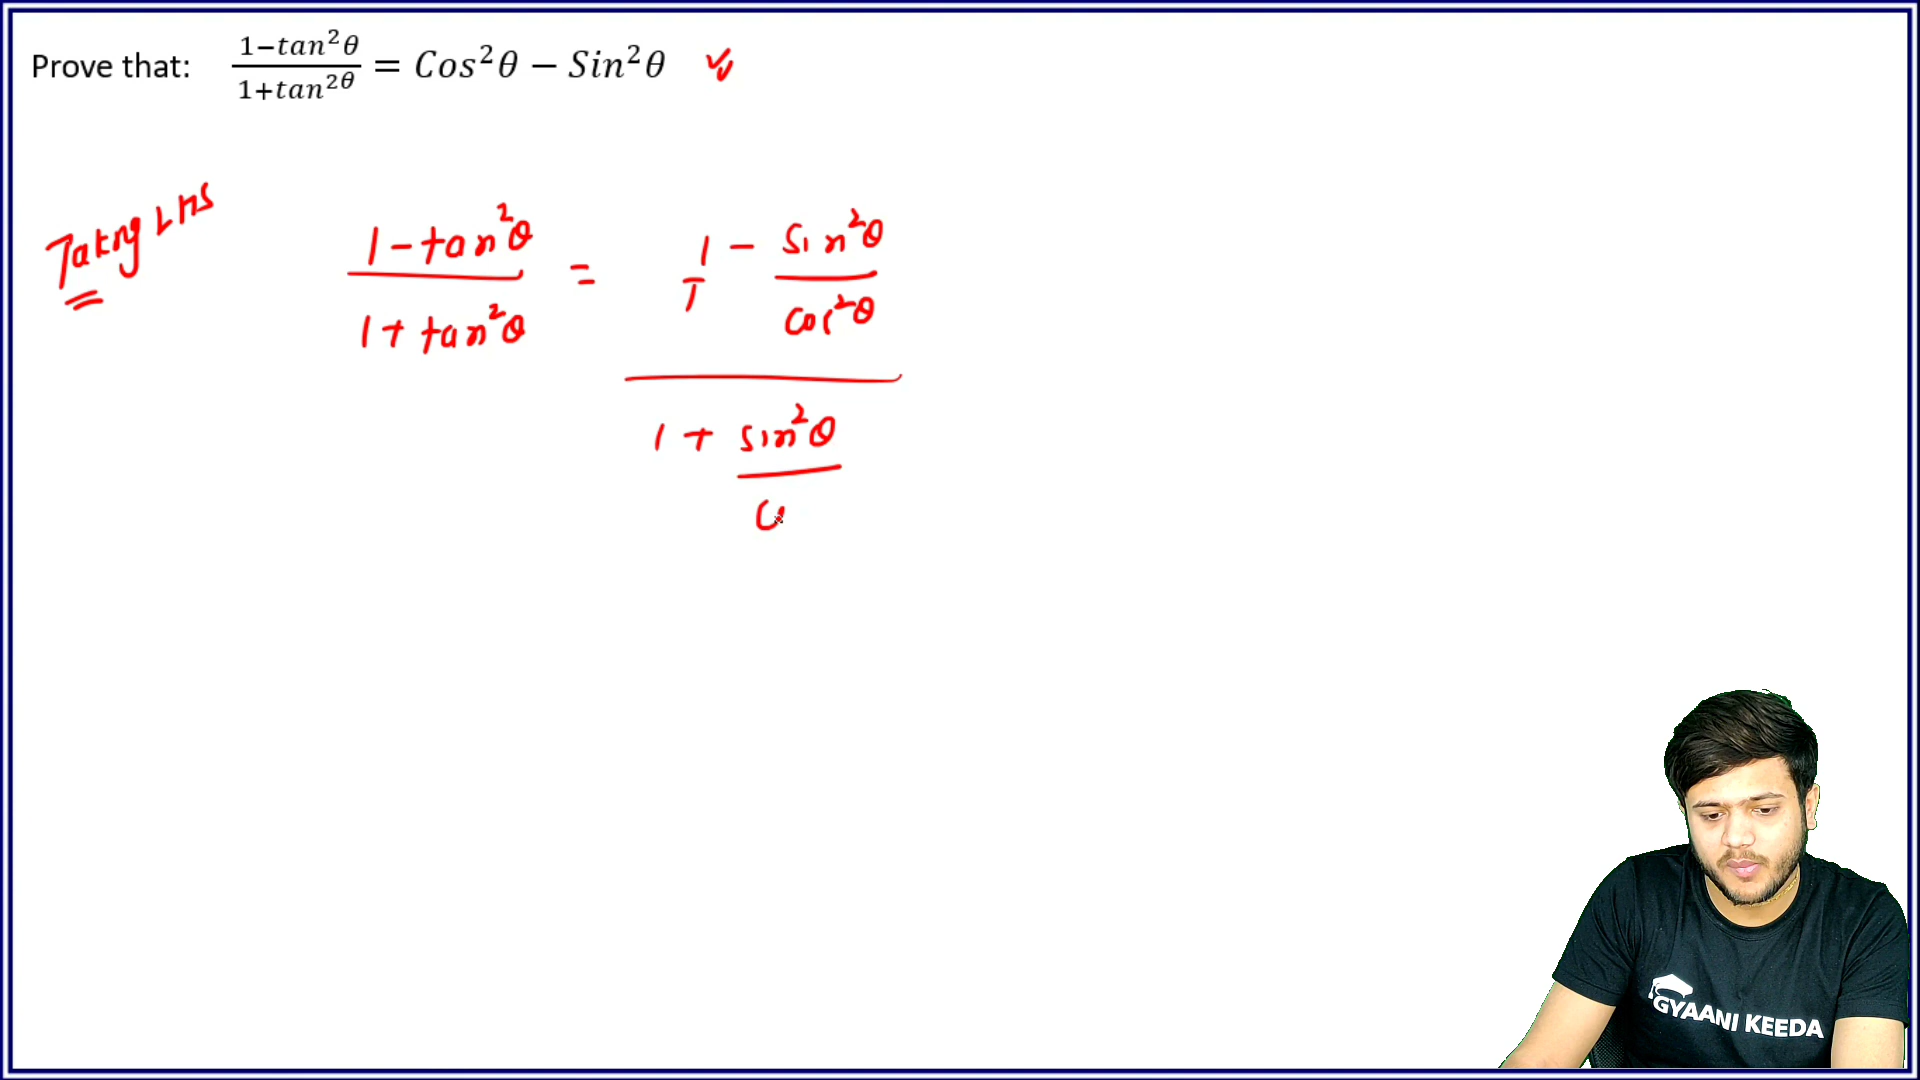 Prove that: 1−tan²θ / 1+tan²θ = Cos²θ − Sin²θ
Taking LHS
1 - tan²θ / 1 + tan²θ = 1/1 - sin²θ / cos²θ
1 + sin²θ /
GYAANI KEEDA